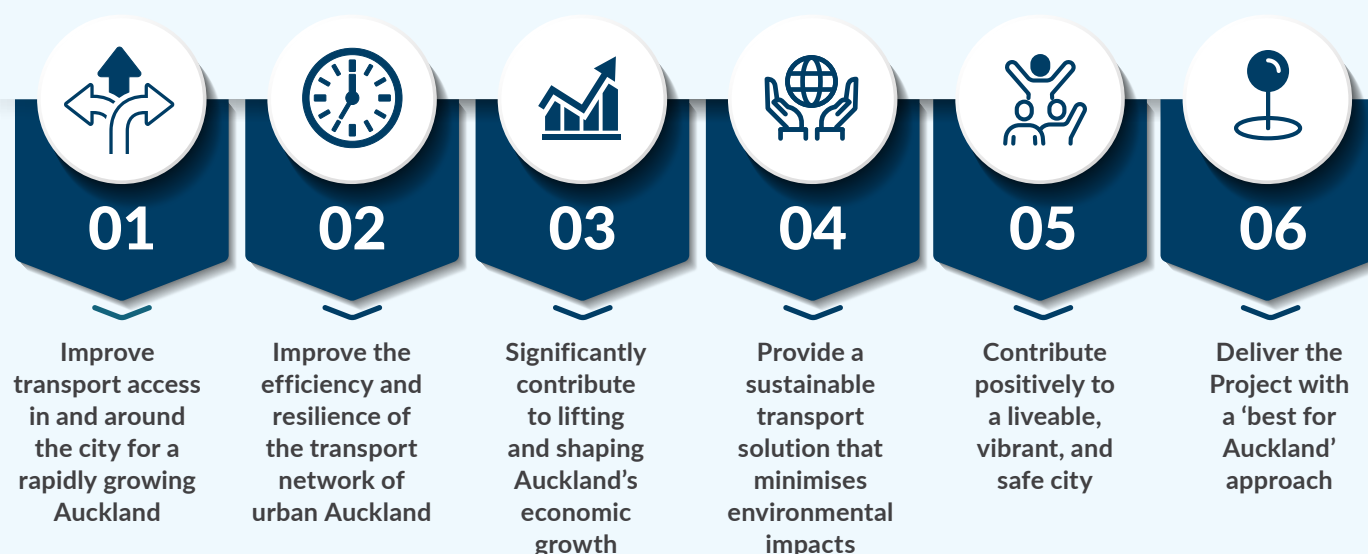 01
Improve
transport access
in and around
the city for a
rapidly growing
Auckland
02
Improve the
efficiency and
resilience of
the transport
network of
urban Auckland
03
Significantly
contribute
to lifting
and shaping
Auckland’s
economic
growth
04
Provide a
sustainable
transport
solution that
minimises
environmental
impacts
05
Contribute
positively to
a liveable,
vibrant, and
safe city
06
Deliver the
Project with
a ‘best for
Auckland’
approach